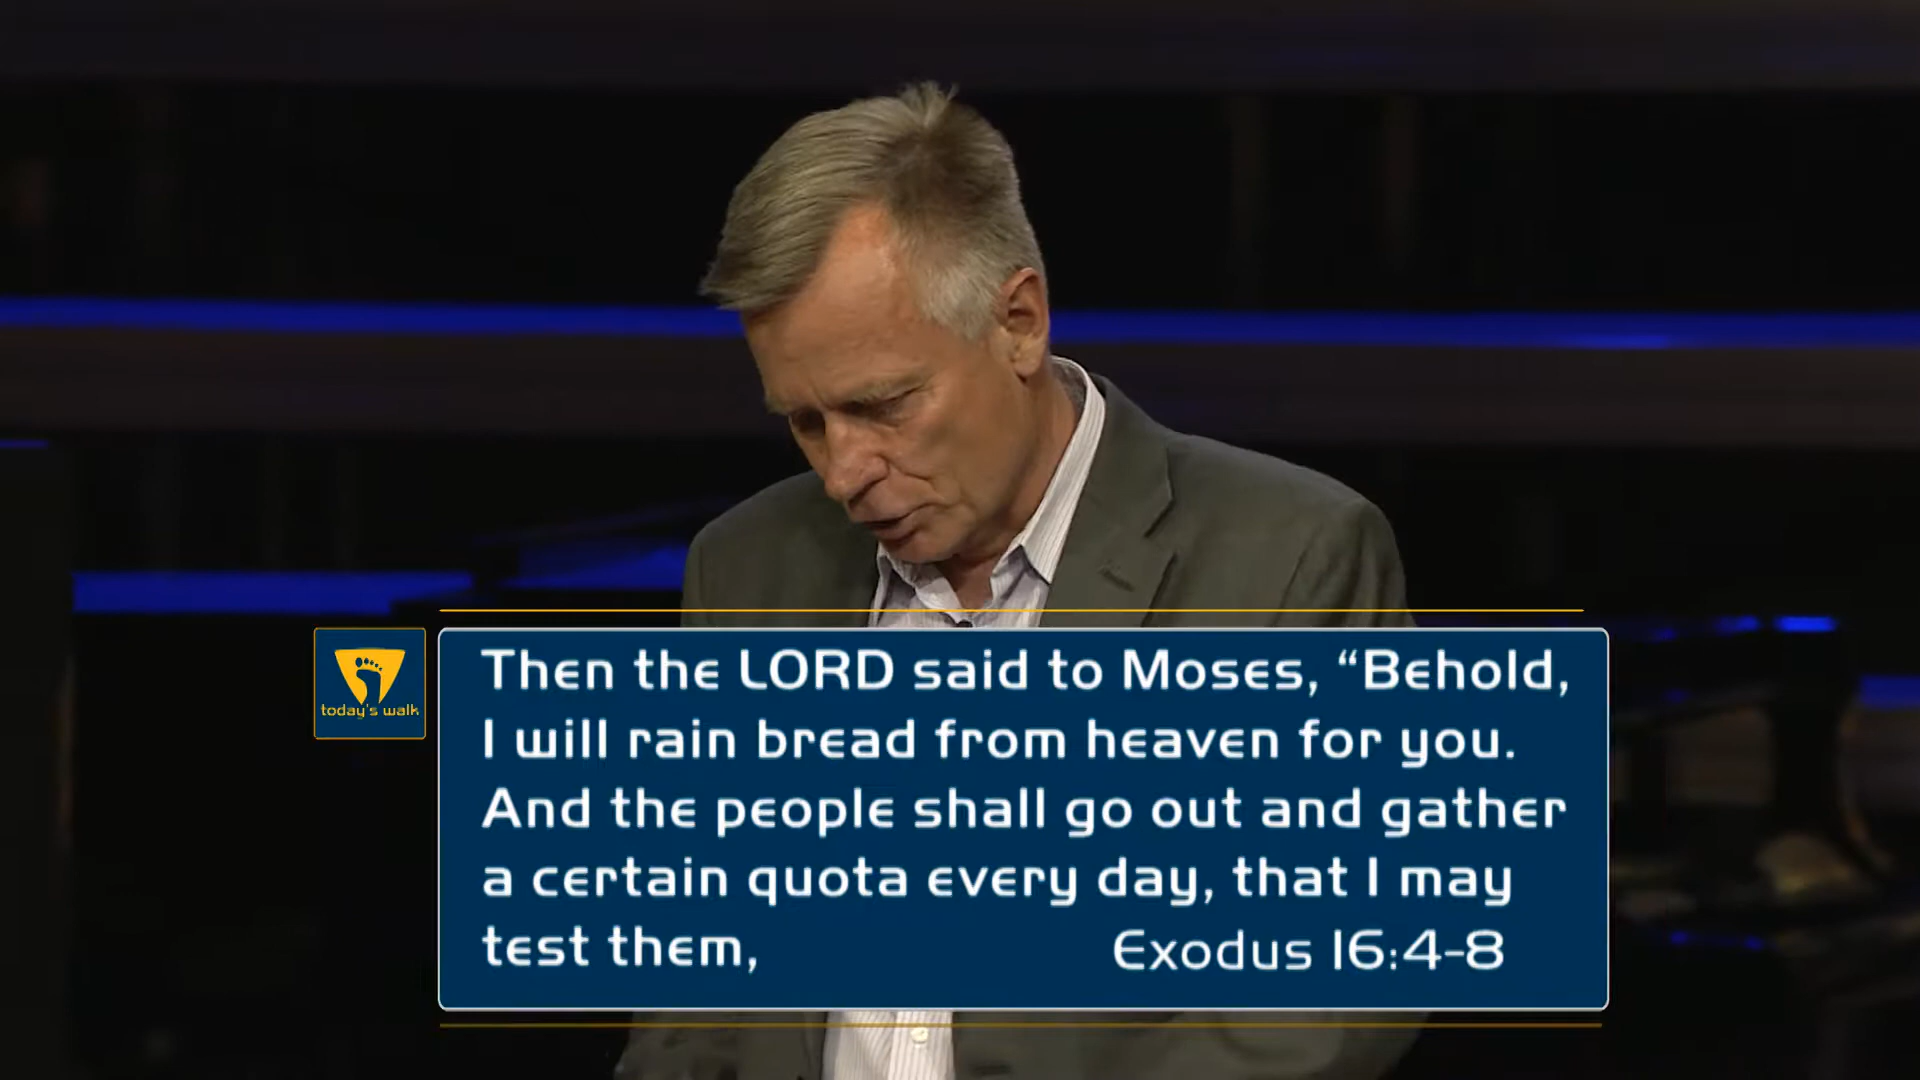 Then the LORD said to Moses, “Behold,
I will rain bread from heaven for you.
And the people shall go out and gather
a certain quota every day, that I may
test them,
Exodus 16:4-8
today's walk